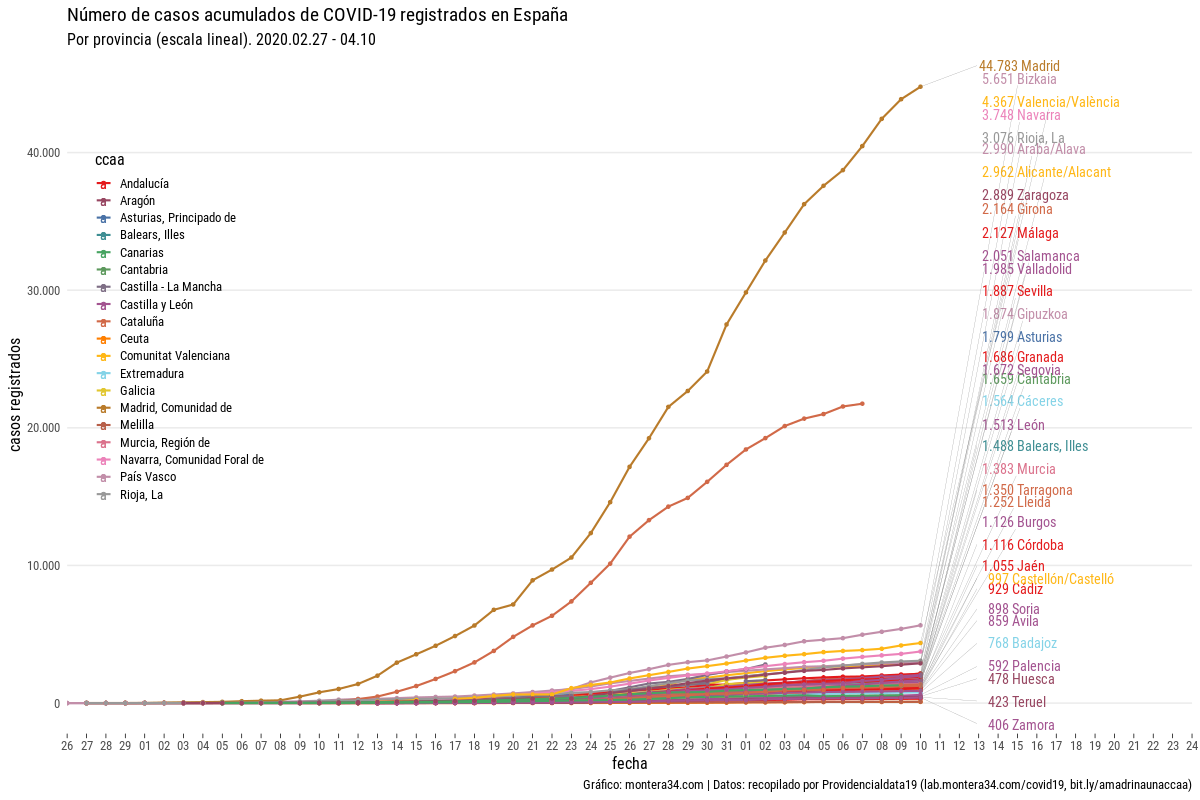 Número de casos acumulados de COVID-19 registrados en España
Por provincia (escala lineal). 2020.02.27 - 04.10
44.783 Madrid
5.651 Bizkaia
4.367 Valencia/València
3.748 Navarra
3.076 Rioja, La
2.990 Araba/Álava
2.962 Alicante/Alacant
2.889 Zaragoza
2.164 Girona
2.127 Málaga
2.051 Salamanca
1.985 Valladolid
1.887 Sevilla
1.874 Gipuzkoa
1.799 Asturias
1.686 Granada
1.672 Segovia
1.659 Cantabria
1.564 Cáceres
1.513 León
1.488 Balears, Illes
1.383 Murcia
1.350 Tarragona
1.252 Lleida
1.126 Burgos
1.116 Córdoba
1.055 Jaén
997 Castellón/Castelló
929 Cádiz
898 Soria
859 Ávila
768 Badajoz
592 Palencia
478 Huesca
423 Teruel
406 Zamora
ccaa
Andalucía
Aragón
Asturias, Principado de
Balears, Illes
Canarias
Cantabria
Castilla - La Mancha
Castilla y León
Cataluña
Ceuta
Comunitat Valenciana
Extremadura
Galicia
Madrid, Comunidad de
Melilla
Murcia, Región de
Navarra, Comunidad Foral de
País Vasco
Rioja, La
casos registrados
40.000
30.000
20.000
10.000
0
26 27 28 29 01 02 03 04 05 06 07 08 09 10 11 12 13 14 15 16 17 18 19 20 21 22 23 24 25 26 27 28 29 30 31 01 02 03 04 05 06 07 08 09 10 11 12 13 14 15 16 17 18 19 20 21 22 23 24
fecha
Gráfico: montera34.com | Datos: recopilado por Providencialdata19 (lab.montera34.com/covid19, bit.ly/amadrinaunaccaa)